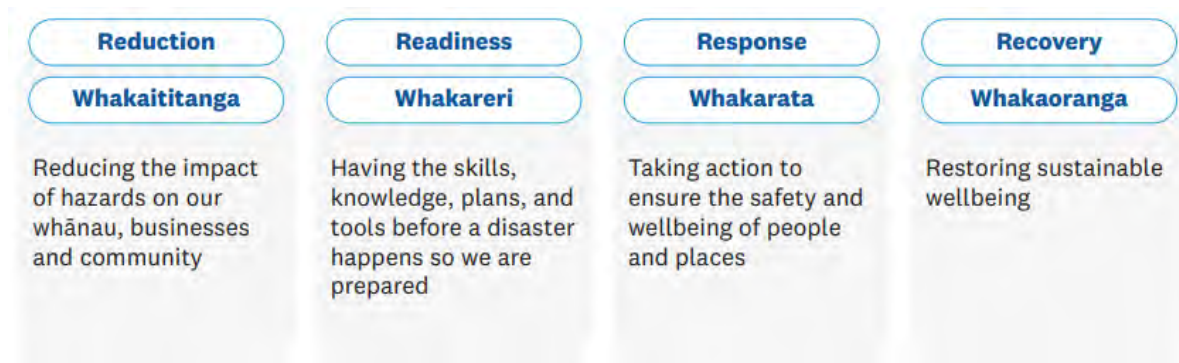 Reduction
Whakaititanga
Reducing the impact
of hazards on our
whānau, businesses
and community
Readiness
Whakareri
Having the skills,
knowledge, plans, and
tools before a disaster
happens so we are
prepared
Response
Whakarata
Taking action to
ensure the safety and
wellbeing of people
and places
Recovery
Whakaoranga
Restoring sustainable
wellbeing